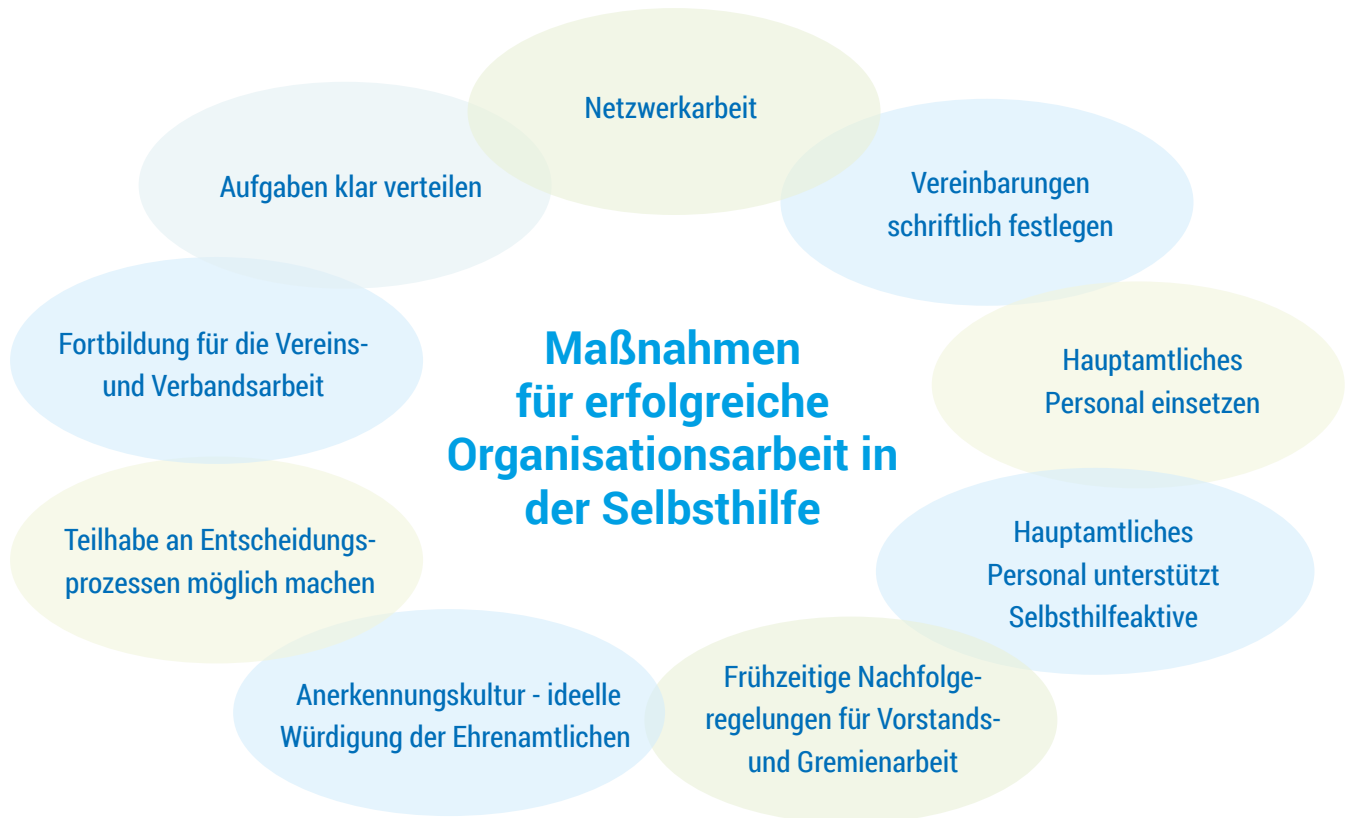 Netzwerkarbeit
Aufgaben klar verteilen
Vereinbarungen
schriftlich festlegen
Fortbildung für die Vereins-
und Verbandsarbeit
Maßnahmen
für erfolgreiche
Organisationsarbeit in
der Selbsthilfe
Hauptamtliches
Personal einsetzen
Teilhabe an Entscheidungs-
prozessen möglich machen
Hauptamtliches
Personal unterstützt
Selbsthilfeaktive
Anerkennungskultur - ideelle
Würdigung der Ehrenamtlichen
Frühzeitige Nachfolge-
regelungen für Vorstands-
und Gremienarbeit